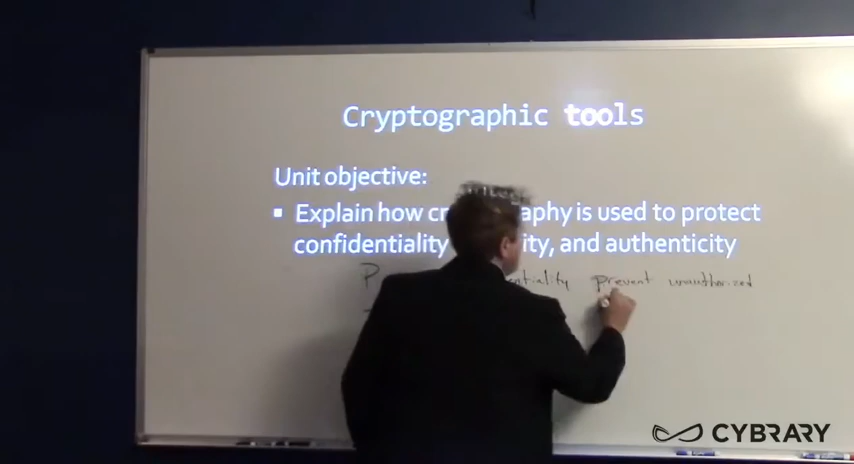 Cryptographic tools
Unit objective:
▪ Explain how cr aphy is used to protect
confidentiality ity, and authenticity
P entiality prevent unauthorized
CYBRARY